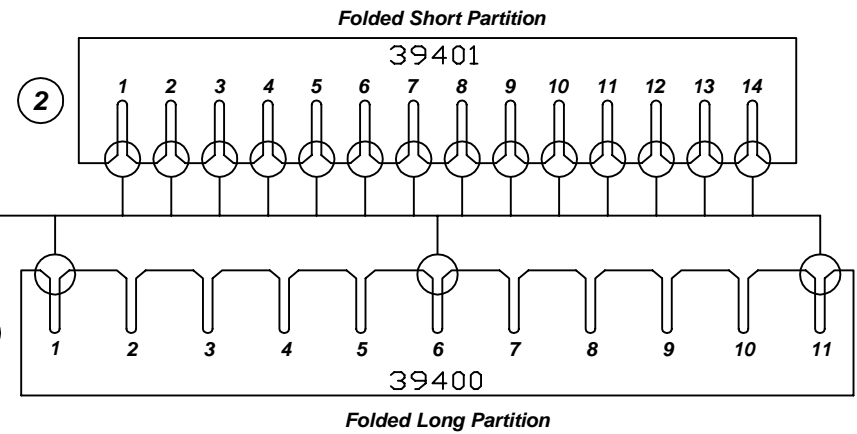 Folded Short Partition
39401
2
1 2 3 4 5 6 7 8 9 10 11 12 13 14
1 2 3 4 5 6 7 8 9 10 11
39400
Folded Long Partition